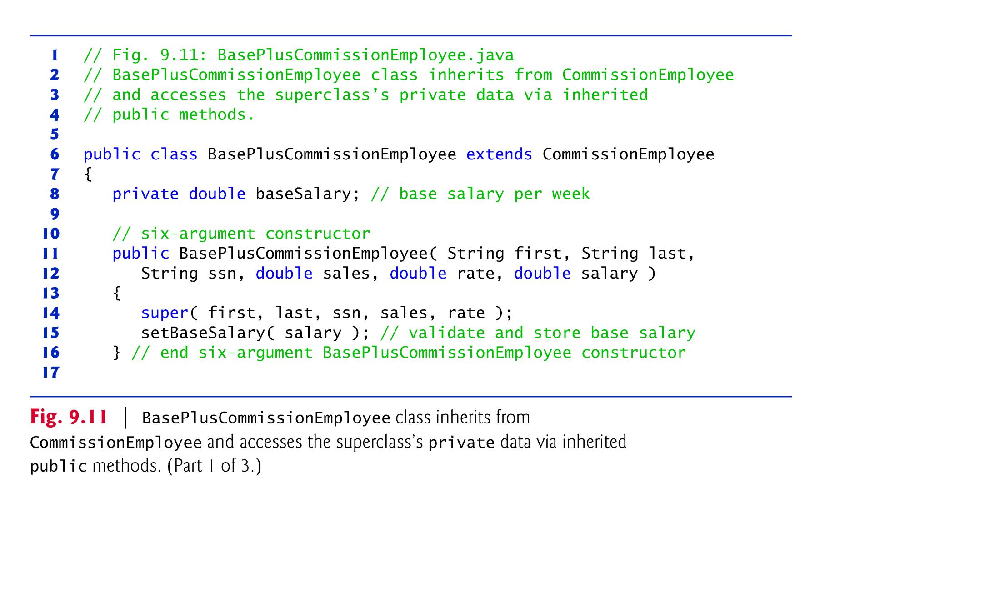 1 // Fig. 9.11: BasePlusCommissionEmployee.java
2 // BasePlusCommissionEmployee class inherits from CommissionEmployee
3 // and accesses the superclass’s private data via inherited
4 // public methods.
5
6 public class BasePlusCommissionEmployee extends CommissionEmployee
7 {
8    private double baseSalary; // base salary per week
9
10    // six-argument constructor
11    public BasePlusCommissionEmployee( String first, String last,
12       String ssn, double sales, double rate, double salary )
13    {
14       super( first, last, ssn, sales, rate );
15       setBaseSalary( salary ); // validate and store base salary
16    } // end six-argument BasePlusCommissionEmployee constructor
17
Fig. 9.11 | BasePlusCommissionEmployee class inherits from
CommissionEmployee and accesses the superclass’s private data via inherited
public methods. (Part 1 of 3.)